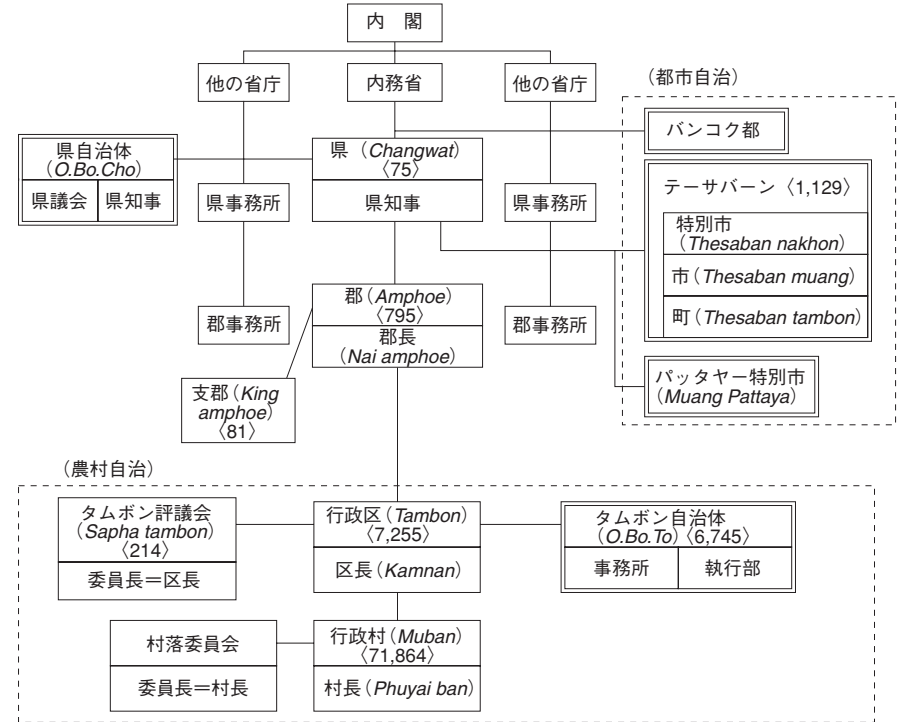 内　閣
他の省庁
内務省
他の省庁
（都市自治）
バンコク都
県自治体
（O.Bo.Cho）
県議会
県知事
県（Changwat）
〈75〉
県知事
県事務所
県事務所
テーサバーン〈1,129〉
特別市
（Thesaban nakhon）
市（Thesaban muang）
町（Thesaban tambon）
郡（Amphoe）
〈795〉
郡長
（Nai amphoe）
郡事務所
郡事務所
パッタヤー特別市
（Muang Pattaya）
支郡（King
amphoe）
〈81〉
（農村自治）
タムボン評議会
（Sapha tambon）
〈214〉
委員長＝区長
行政区（Tambon）
〈7,255〉
区長（Kamnan）
タムボン自治体
（O.Bo.To）〈6,745〉
事務所
執行部
村落委員会
委員長＝村長
行政村（Muban）
〈71,864〉
村長（Phuyai ban）